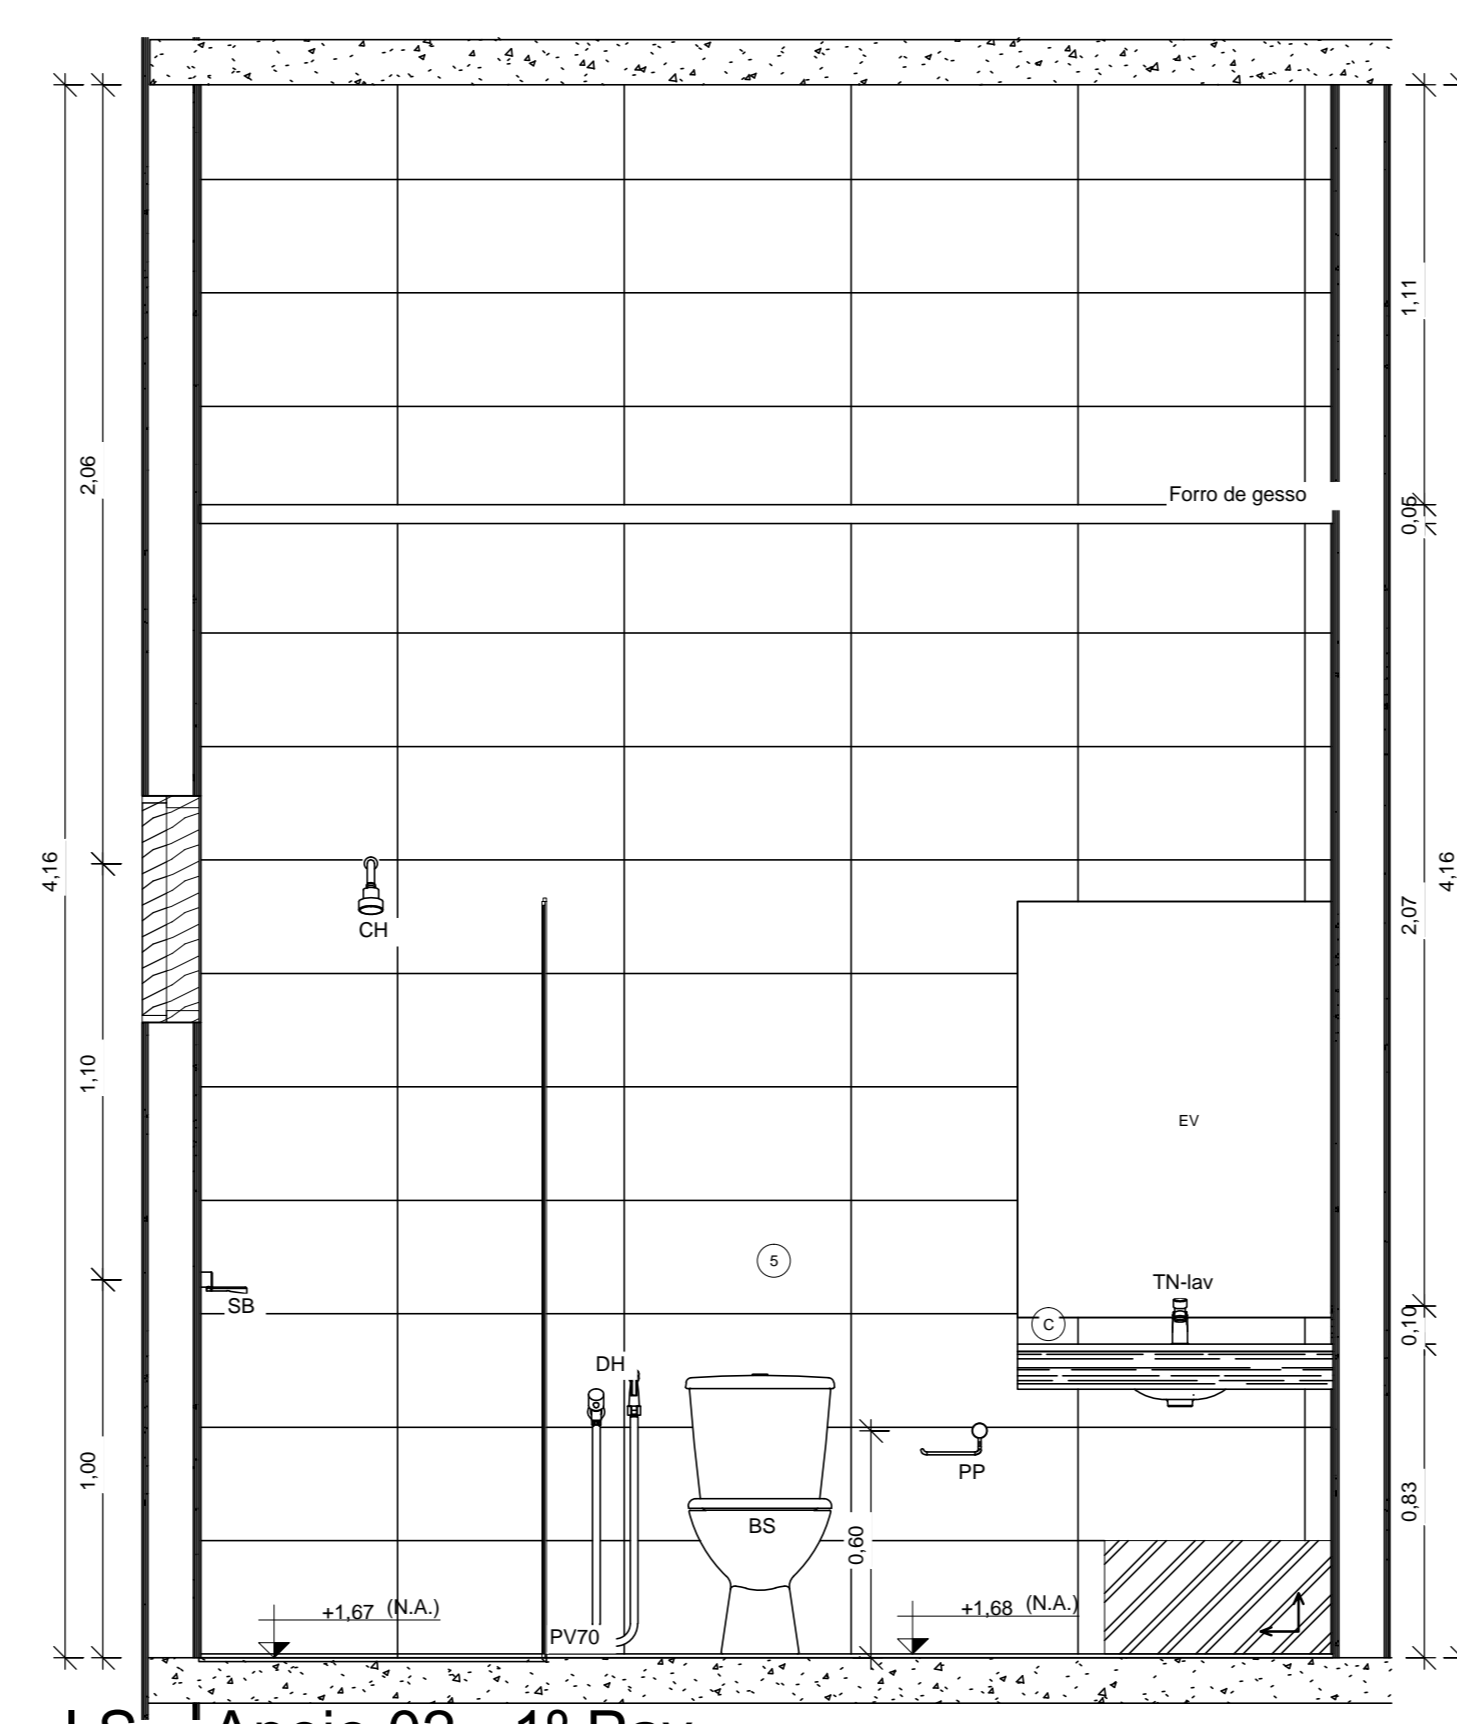 1,11
2,06
Forro de gesso
0,05
4,16
4,16
2,07
CH
1,10
EV
5
TN-lav
SB
C
0,10
DH
PP
1,00
0,83
BS
0,60
+1,67 (N.A.)
+1,68 (N.A.)
PV70